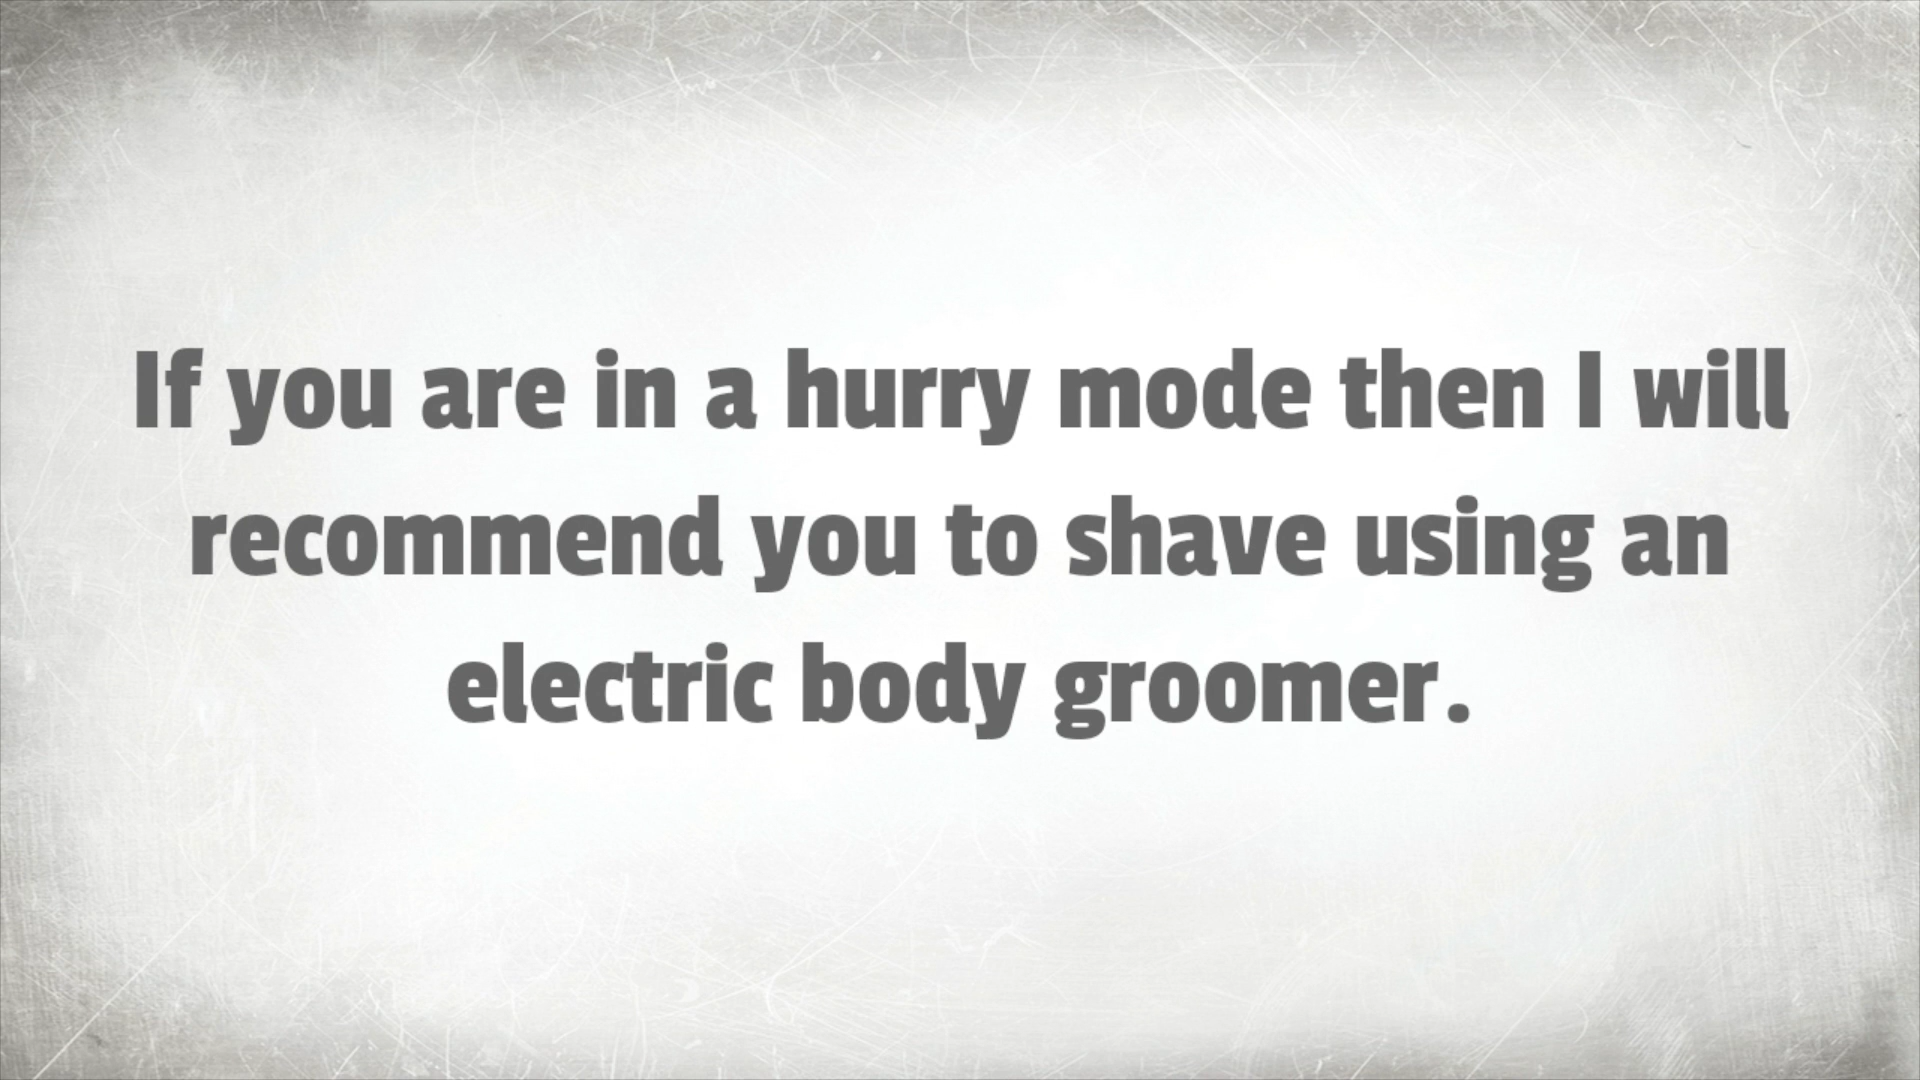 If you are in a hurry mode then I will
recommend you to shave using an
electric body groomer.